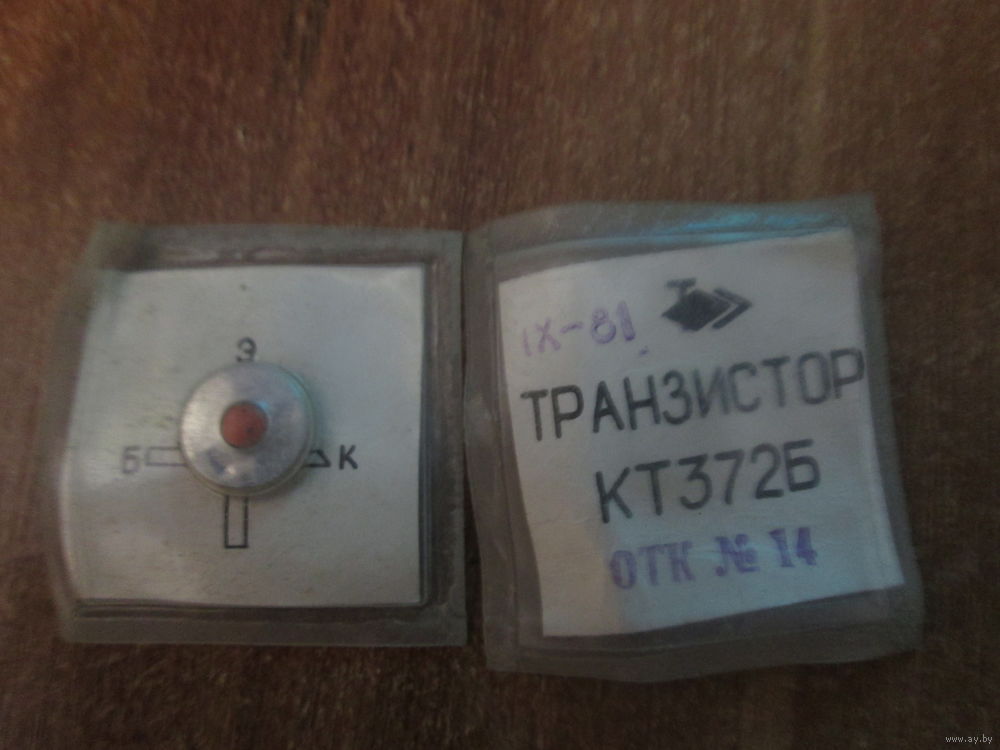 Э
Б К
IX-81
ТРАНЗИСТОР
КТ372Б
ОТК № 14
www.ay.by